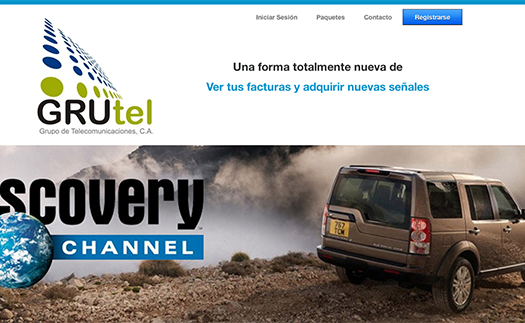 Iniciar Sesión Paquetes Contacto Registrarse
GRUtel
Grupo de Telecomunicaciones, C.A.
Una forma totalmente nueva de
Ver tus facturas y adquirir nuevas señales
scovery
CHANNEL